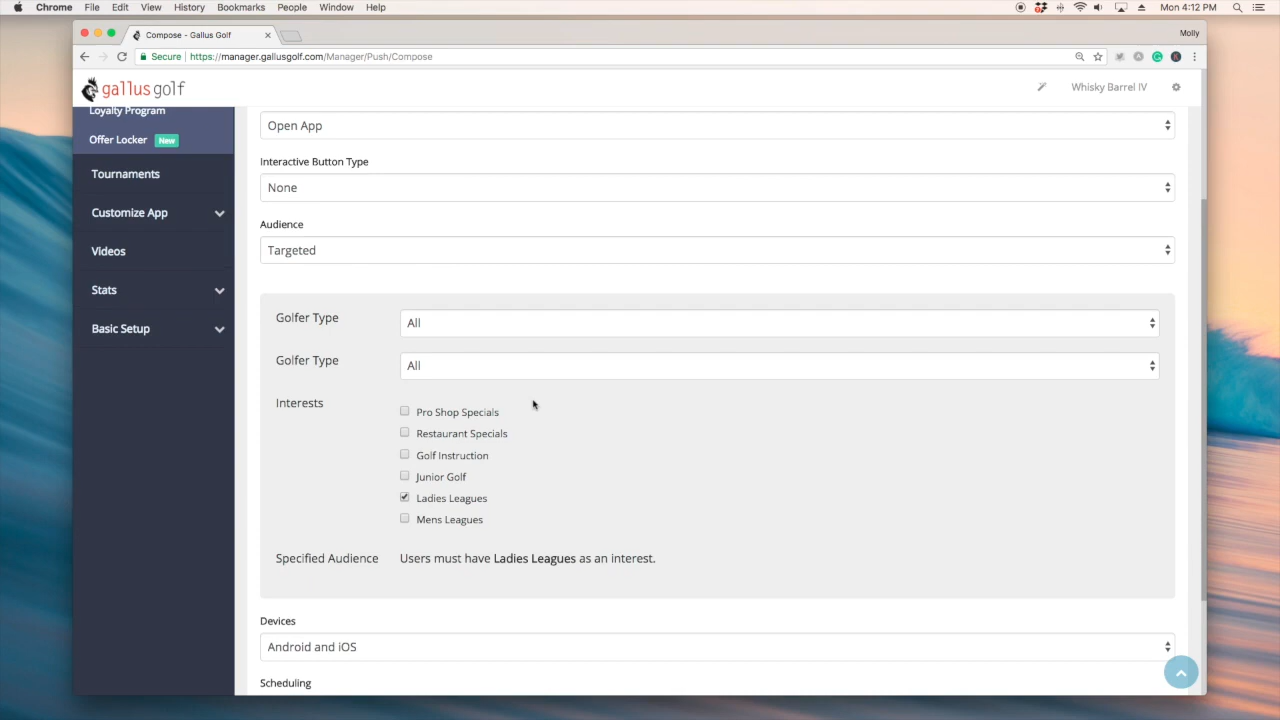 Chrome File Edit View History Bookmarks People Window Help Mon 4:12 PM
Compose - Gallus Golf Molly
Secure https://manager.gallusgolf.com/Manager/Push/Compose
gallus golf Whisky Barrel IV
Loyalty Program
Offer Locker New
Tournaments
Customize App
Videos
Stats
Basic Setup
Open App
Interactive Button Type
None
Audience
Targeted
Golfer Type All
Golfer Type All
Interests
Pro Shop Specials
Restaurant Specials
Golf Instruction
Junior Golf
Ladies Leagues
Mens Leagues
Specified Audience Users must have Ladies Leagues as an interest.
Devices
Android and iOS
Scheduling